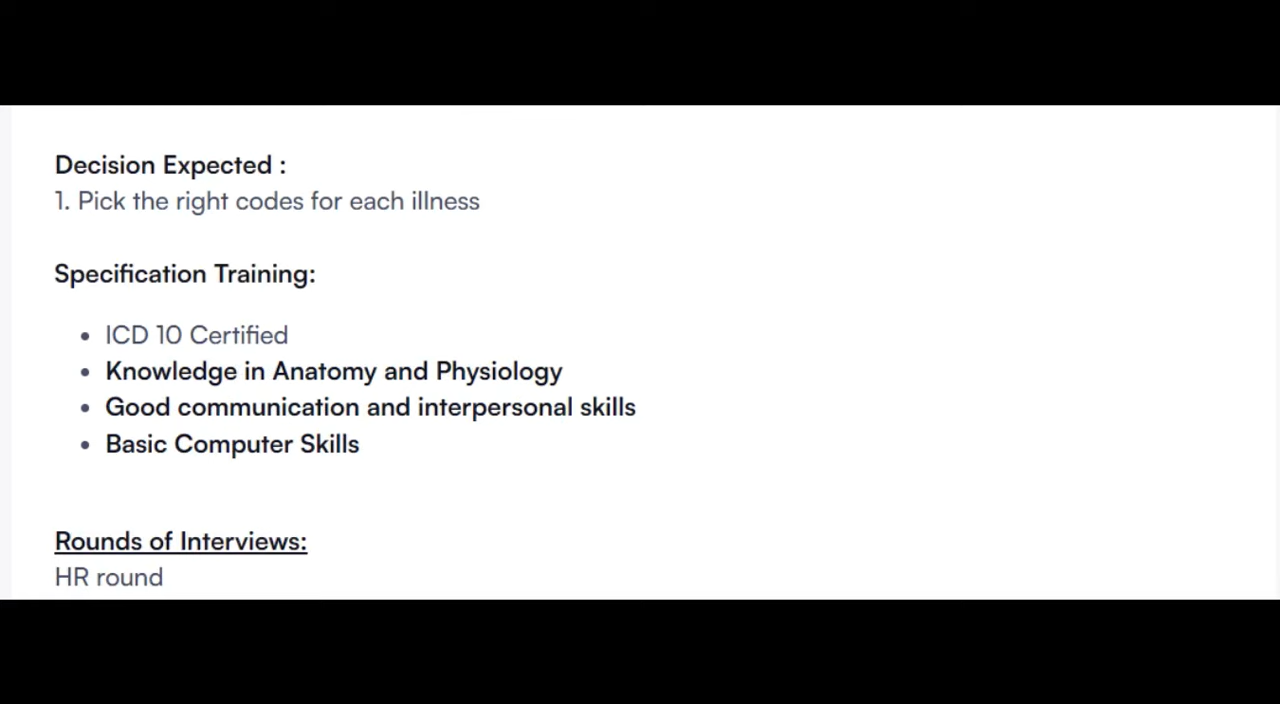 Decision Expected :
1. Pick the right codes for each illness
Specification Training:
• ICD 10 Certified
• Knowledge in Anatomy and Physiology
• Good communication and interpersonal skills
• Basic Computer Skills
Rounds of Interviews:
HR round